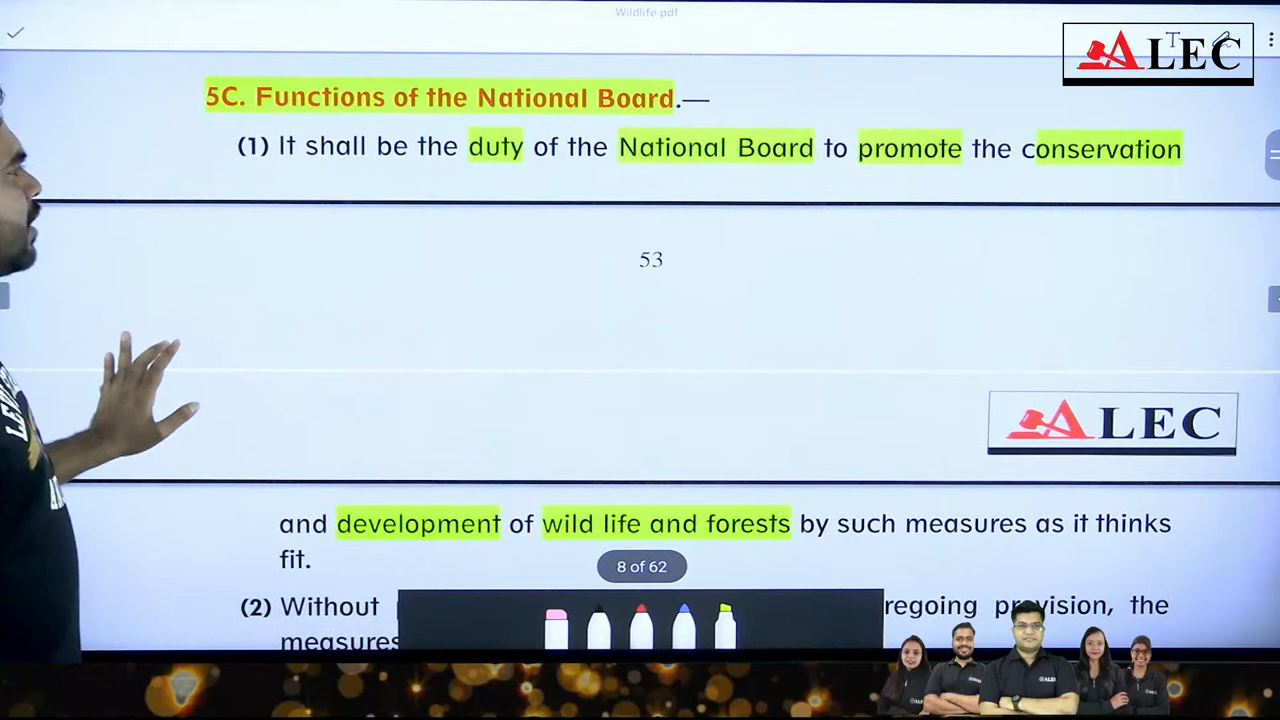 Wildlife.pdf
ALEC
5C. Functions of the National Board.—
(1) It shall be the duty of the National Board to promote the conservation
53
ALEC
and development of wild life and forests by such measures as it thinks
fit.
8 of 62
(2) Without regoing provision, the
measures